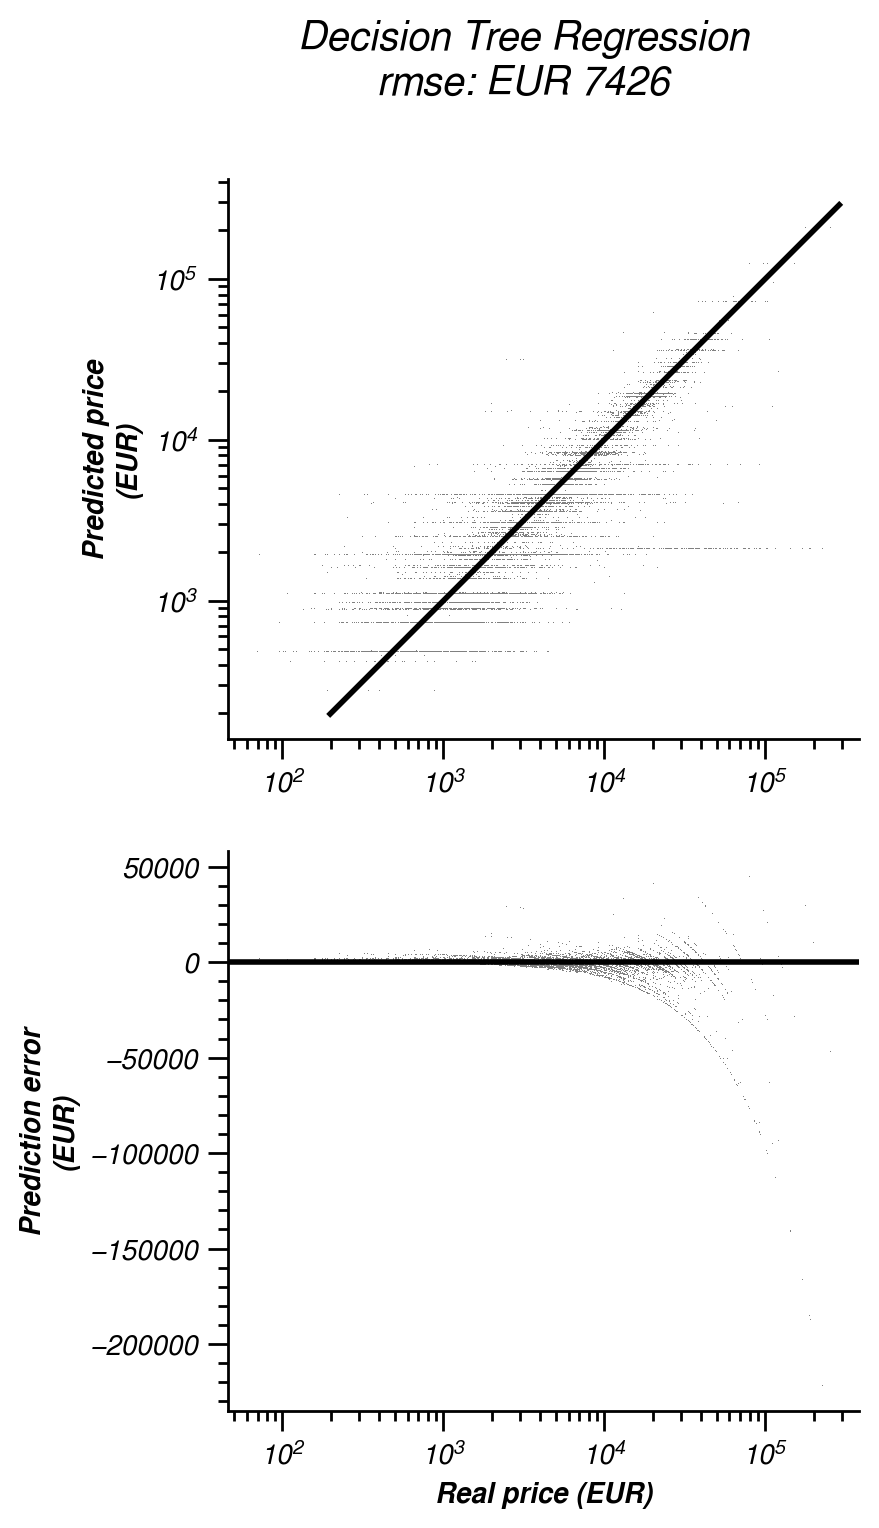 Decision Tree Regression
rmse: EUR 7426
Predicted price
(EUR)
10⁵
10⁴
10³
10² 10³ 10⁴ 10⁵
Prediction error
(EUR)
50000
0
−50000
−100000
−150000
−200000
10² 10³ 10⁴ 10⁵
Real price (EUR)